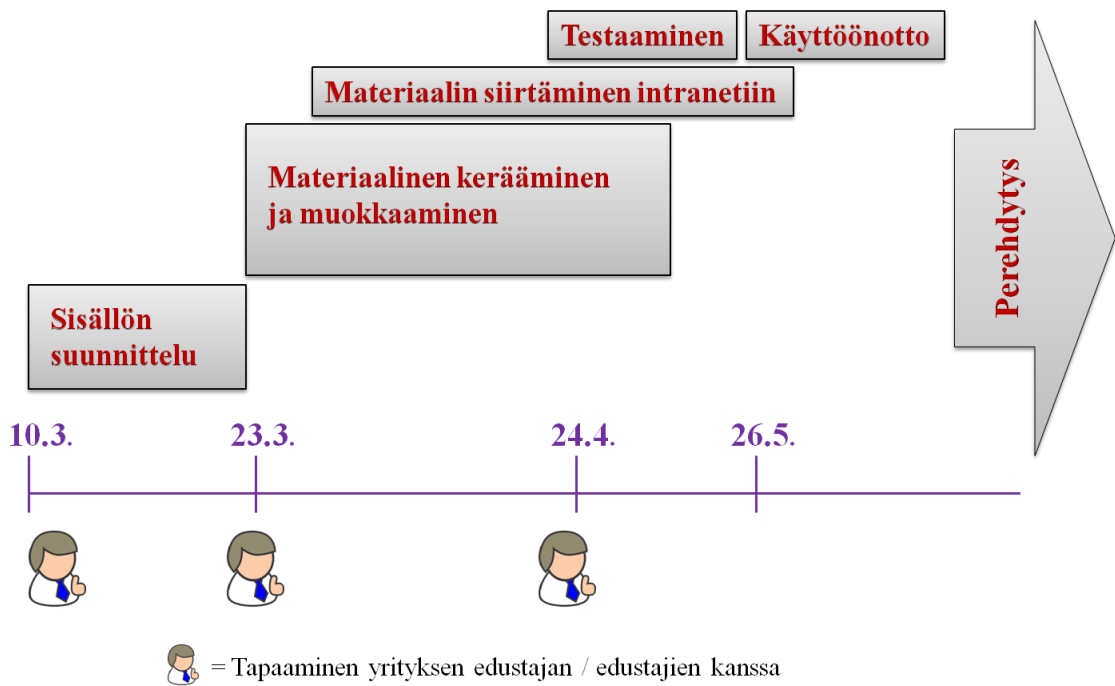 Testaaminen
Käyttöönotto
Materiaalin siirtäminen intranetiin
Materiaalinen kerääminen
ja muokkaaminen
Perehdytys
Sisällön
suunnittelu
10.3.
23.3.
24.4.
26.5.
= Tapaaminen yrityksen edustajan / edustajien kanssa